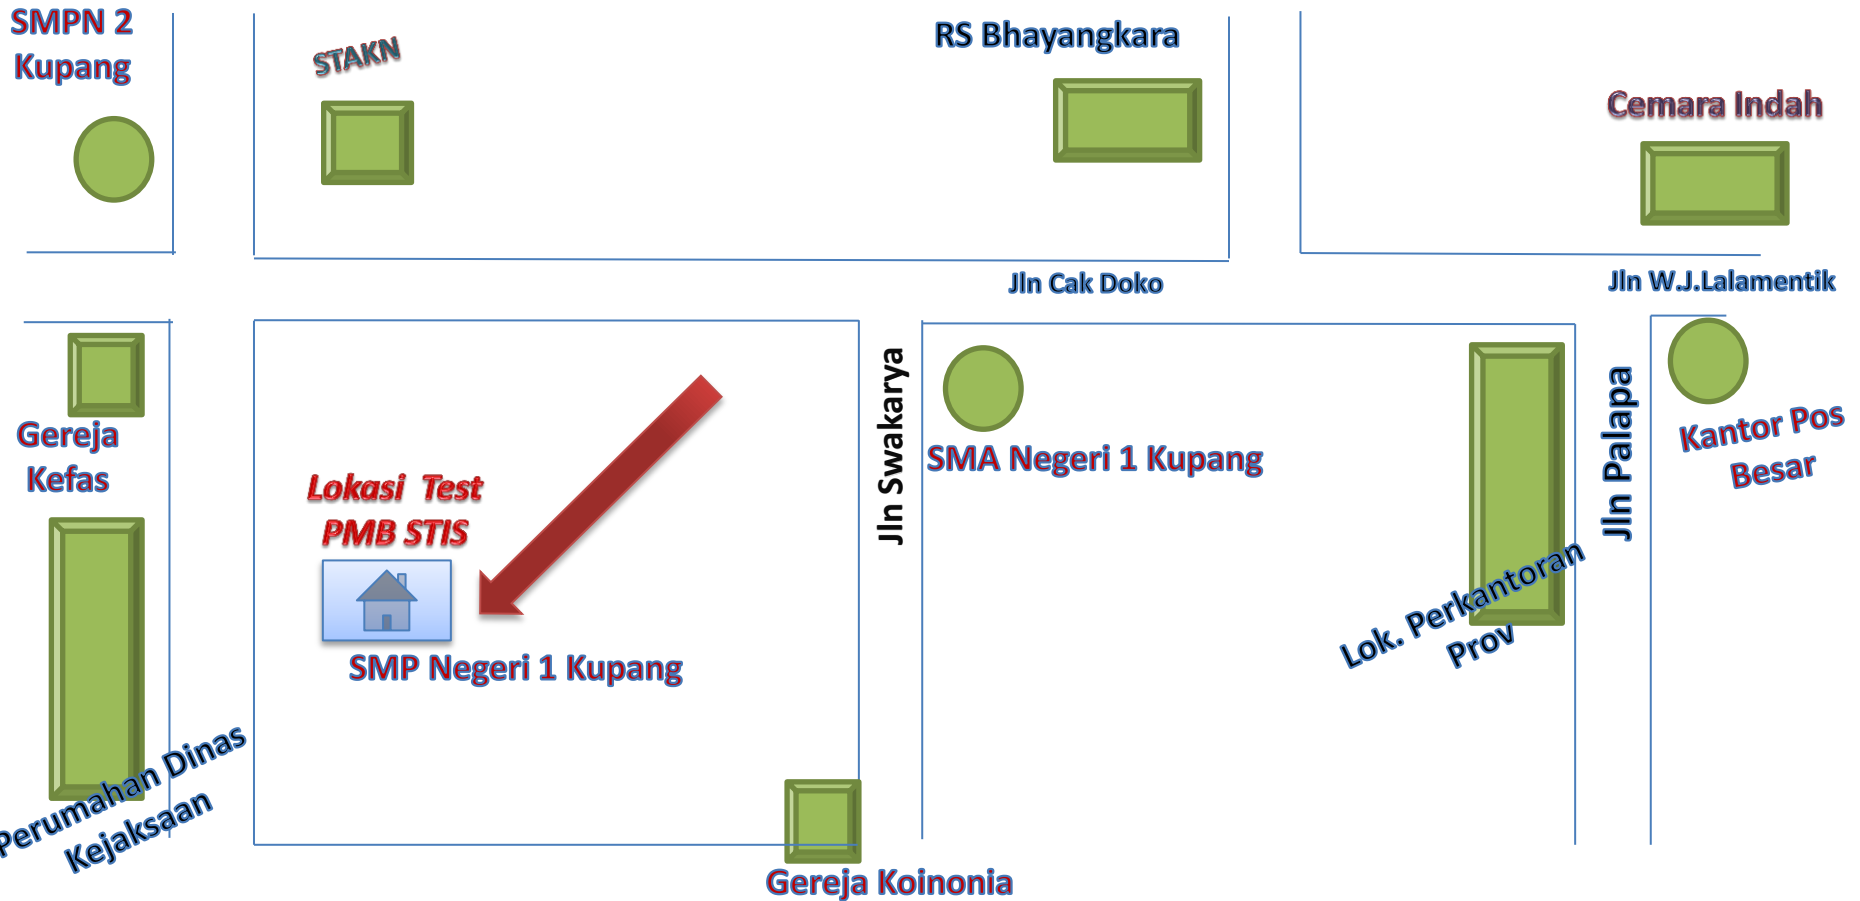 SMPN 2
Kupang
STAKN
RS Bhayangkara
Cemara Indah
Jln Cak Doko
Jln W.J.Lalamentik
Gereja
Kefas
Lokasi  Test
PMB STIS
SMP Negeri 1 Kupang
Jln Swakarya
SMA Negeri 1 Kupang
Lok. Perkantoran
Prov
Jln Palapa
Kantor Pos
Besar
Perumahan Dinas
Kejaksaan
Gereja Koinonia